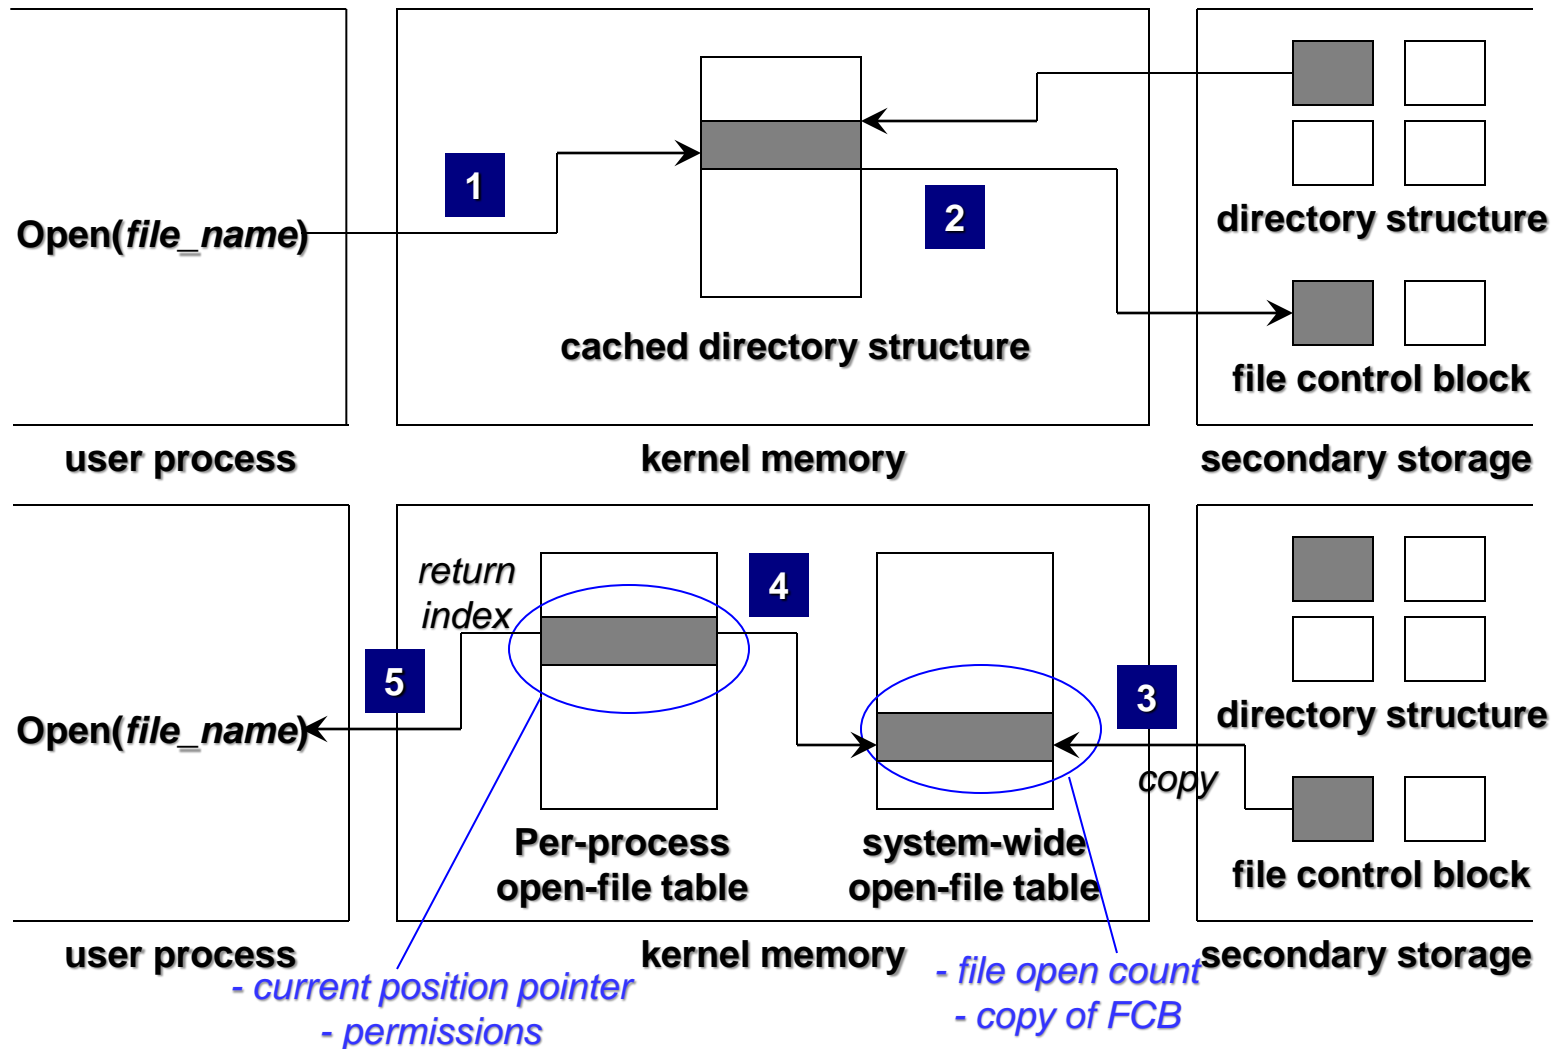 1
2
Open(file_name)
directory structure
cached directory structure
file control block
user process
kernel memory
secondary storage
return
index
4
5
3
Open(file_name)
directory structure
copy
Per-process
open-file table
system-wide
open-file table
file control block
user process
kernel memory
secondary storage
- current position pointer
- permissions
- file open count
- copy of FCB